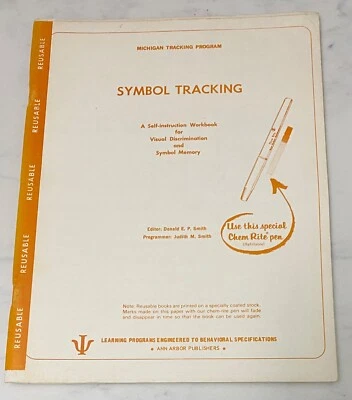 REUSABLE
REUSABLE
REUSABLE
REUSABLE
REUSABLE
MICHIGAN TRACKING PROGRAM
SYMBOL TRACKING
A Self-instruction Workbook
for
Visual Discrimination
and
Symbol Memory
Use this special
Chem Rite pen
Editor: Donald E. P. Smith
Programmer: Judith M. Smith
Note: Reusable books are printed on a specially coated stock.
Marks made on this paper with our chem-rite pen will fade
and disappear in time so that the book can be used again.
LEARNING PROGRAMS ENGINEERED TO BEHAVIORAL SPECIFICATIONS
• ANN ARBOR PUBLISHERS •